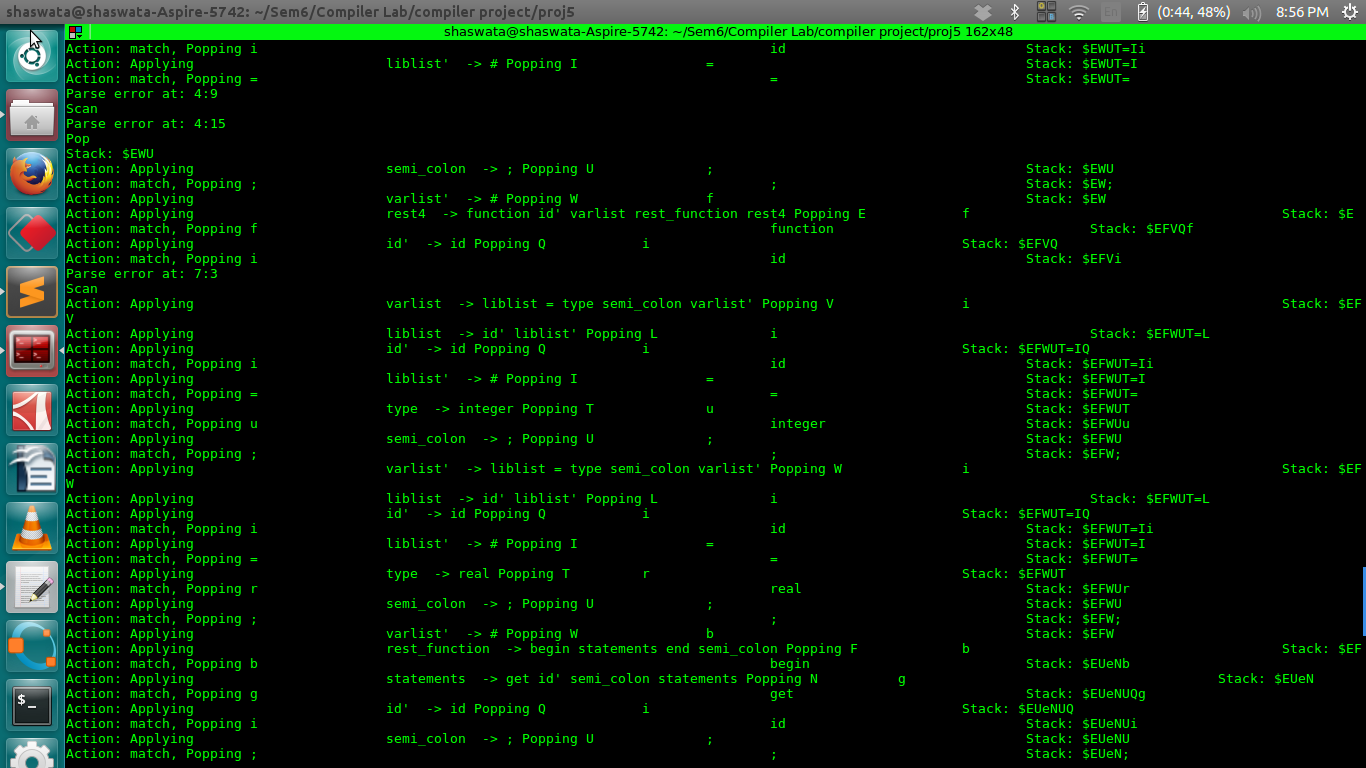 shaswata@shaswata-Aspire-5742: ~/Sem6/Compiler Lab/compiler project/proj5 En (0:44, 48%) 8:56 PM
shaswata@shaswata-Aspire-5742: ~/Sem6/Compiler Lab/compiler project/proj5 162x48
Action: match, Popping i id Stack: $EWUT=Ii
Action: Applying liblist' -> # Popping I = Stack: $EWUT=I
Action: match, Popping = = Stack: $EWUT=
Parse error at: 4:9
Scan
Parse error at: 4:15
Pop
Stack: $EWU
Action: Applying semi_colon -> ; Popping U ; Stack: $EWU
Action: match, Popping ; ; Stack: $EW;
Action: Applying varlist' -> # Popping W f Stack: $EW
Action: Applying rest4 -> function id' varlist rest_function rest4 Popping E f Stack: $E
Action: match, Popping f function Stack: $EFVQf
Action: Applying id' -> id Popping Q i Stack: $EFVQ
Action: match, Popping i id Stack: $EFVi
Parse error at: 7:3
Scan
Action: Applying varlist -> liblist = type semi_colon varlist' Popping V i Stack: $EF
V
Action: Applying liblist -> id' liblist' Popping L i Stack: $EFWUT=L
Action: Applying id' -> id Popping Q i Stack: $EFWUT=IQ
Action: match, Popping i id Stack: $EFWUT=Ii
Action: Applying liblist' -> # Popping I = Stack: $EFWUT=I
Action: match, Popping = = Stack: $EFWUT=
Action: Applying type -> integer Popping T u Stack: $EFWUT
Action: match, Popping u integer Stack: $EFWUu
Action: Applying semi_colon -> ; Popping U ; Stack: $EFWU
Action: match, Popping ; ; Stack: $EFW;
Action: Applying varlist' -> liblist = type semi_colon varlist' Popping W i Stack: $EF
W
Action: Applying liblist -> id' liblist' Popping L i Stack: $EFWUT=L
Action: Applying id' -> id Popping Q i Stack: $EFWUT=IQ
Action: match, Popping i id Stack: $EFWUT=Ii
Action: Applying liblist' -> # Popping I = Stack: $EFWUT=I
Action: match, Popping = = Stack: $EFWUT=
Action: Applying type -> real Popping T r Stack: $EFWUT
Action: match, Popping r real Stack: $EFWUr
Action: Applying semi_colon -> ; Popping U ; Stack: $EFWU
Action: match, Popping ; ; Stack: $EFW;
Action: Applying varlist' -> # Popping W b Stack: $EFW
Action: Applying rest_function -> begin statements end semi_colon Popping F b Stack: $EF
Action: match, Popping b begin Stack: $EUeNb
Action: Applying statements -> get id' semi_colon statements Popping N g Stack: $EUeN
Action: match, Popping g get Stack: $EUeNUQg
Action: Applying id' -> id Popping Q i Stack: $EUeNUQ
Action: match, Popping i id Stack: $EUeNUi
Action: Applying semi_colon -> ; Popping U ; Stack: $EUeNU
Action: match, Popping ; ; Stack: $EUeN;